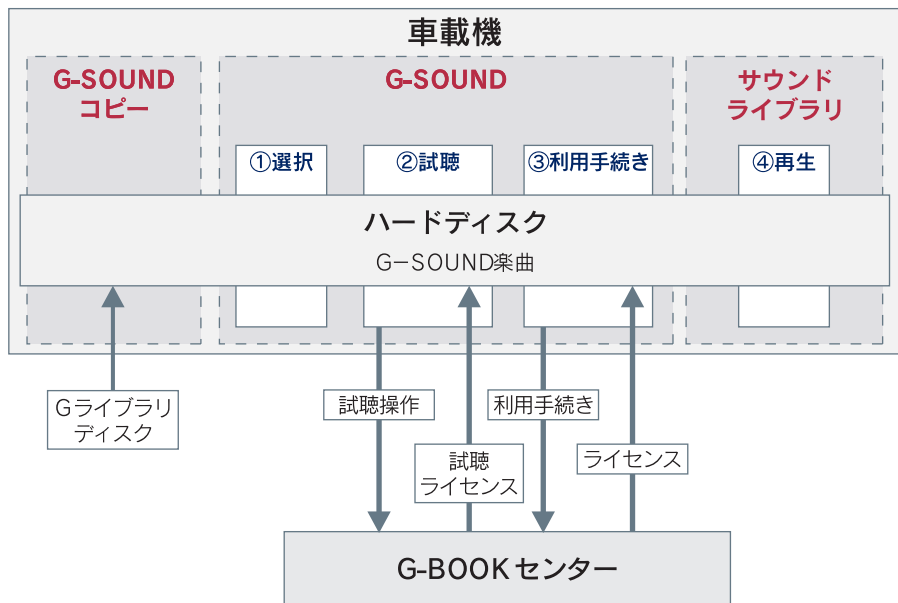 車載機
G-SOUND
コピー
G-SOUND
サウンド
ライブラリ
①選択
②試聴
③利用手続き
④再生
ハードディスク
G−SOUND楽曲
Gライブラリ
ディスク
試聴操作
試聴
ライセンス
利用手続き
ライセンス
G-BOOK センター